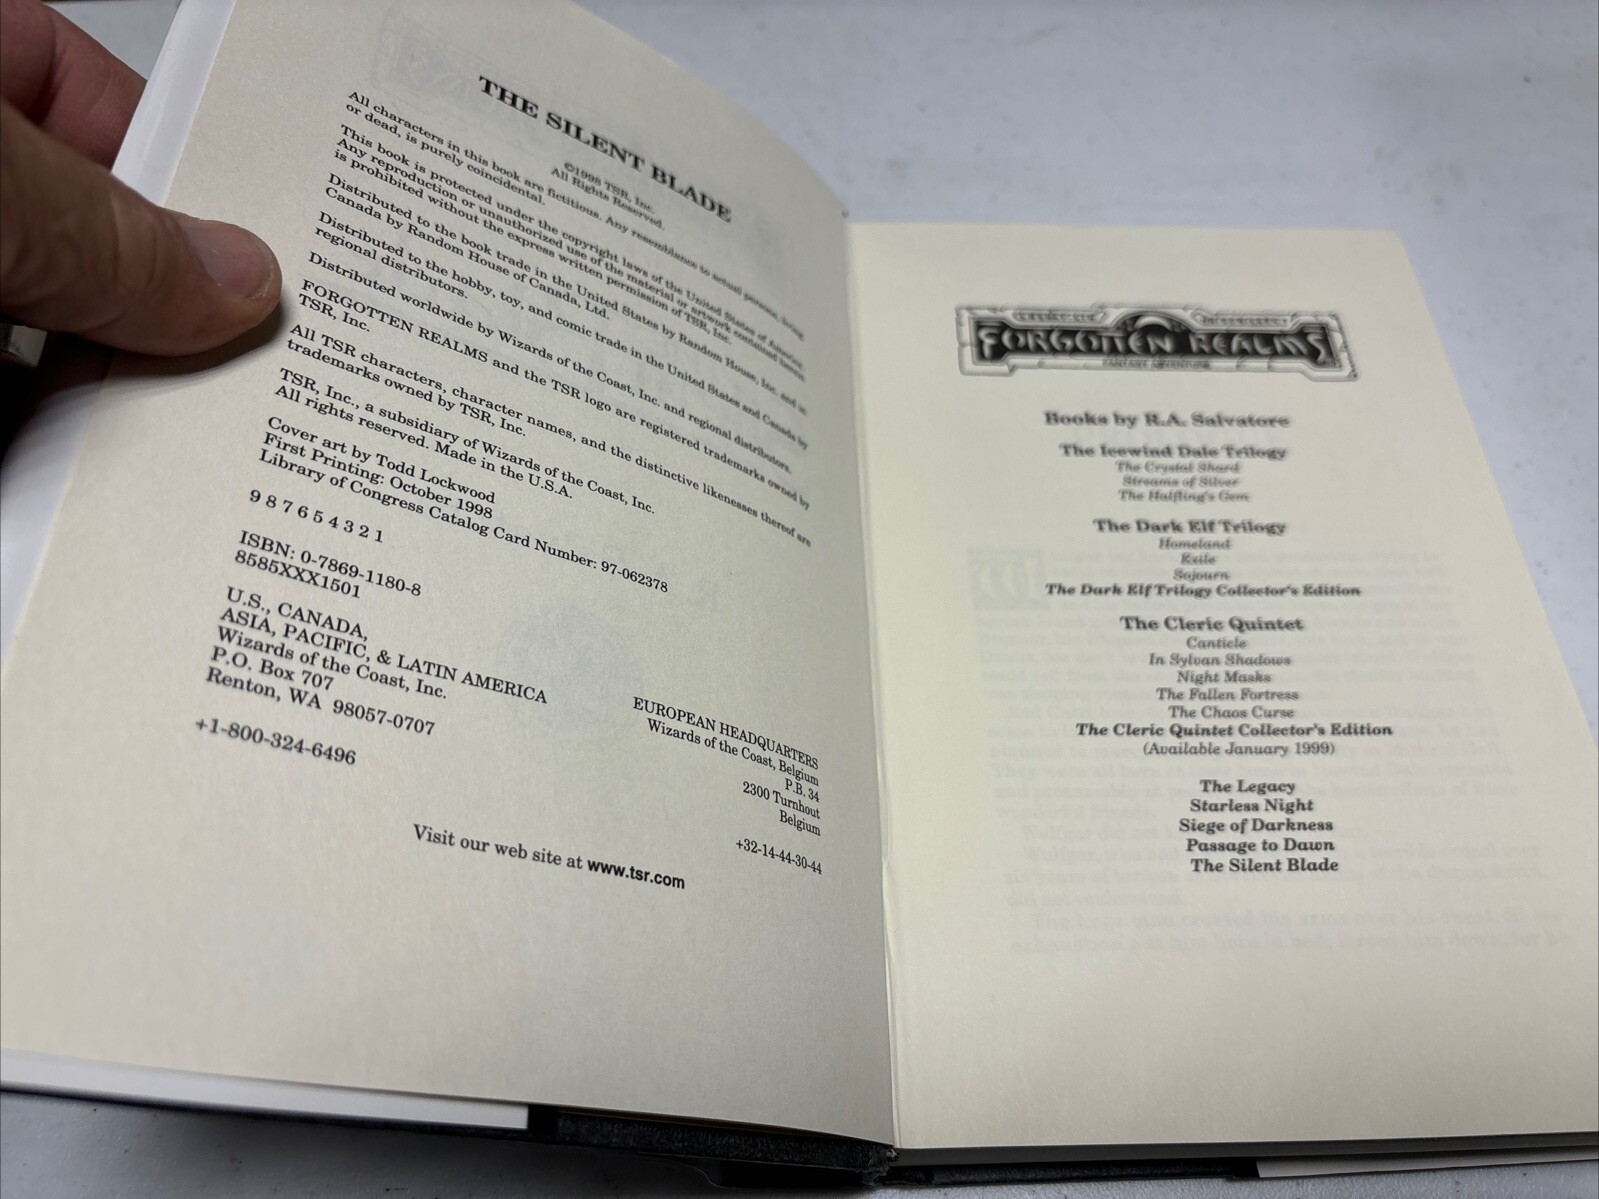 THE SILENT BLADE
©1998 TSR, Inc.
All Rights Reserved.
All characters in this book are fictitious. Any resemblance to actual persons, living
or dead, is purely coincidental.
This book is protected under the copyright laws of the United States of America.
Any reproduction or unauthorized use of the material or artwork contained herein
is prohibited without the express written permission of TSR, Inc.
Distributed to the book trade in the United States by Random House, Inc. and in
Canada by Random House of Canada, Ltd.
Distributed to the hobby, toy, and comic trade in the United States and Canada by
regional distributors.
Distributed worldwide by Wizards of the Coast, Inc. and regional distributors.
FORGOTTEN REALMS and the TSR logo are registered trademarks owned by
TSR, Inc.
All TSR characters, character names, and the distinctive likenesses thereof are
trademarks owned by TSR, Inc.
TSR, Inc., a subsidiary of Wizards of the Coast, Inc.
All rights reserved. Made in the U.S.A.
Cover art by Todd Lockwood
First Printing: October 1998
Library of Congress Catalog Card Number: 97-062378
9 8 7 6 5 4 3 2 1
ISBN: 0-7869-1180-8
8585XXX1501
U.S., CANADA,
ASIA, PACIFIC, & LATIN AMERICA
Wizards of the Coast, Inc.
P.O. Box 707
Renton, WA 98057-0707
+1-800-324-6496
EUROPEAN HEADQUARTERS
Wizards of the Coast, Belgium
P.B. 34
2300 Turnhout
Belgium
+32-14-44-30-44
Visit our web site at www.tsr.com
FORGOTTEN REALMS
FANTASY ADVENTURE
Books by R.A. Salvatore
The Icewind Dale Trilogy
The Crystal Shard
Streams of Silver
The Halfling's Gem
The Dark Elf Trilogy
Homeland
Exile
Sojourn
The Dark Elf Trilogy Collector's Edition
The Cleric Quintet
Canticle
In Sylvan Shadows
Night Masks
The Fallen Fortress
The Chaos Curse
The Cleric Quintet Collector's Edition
(Available January 1999)
The Legacy
Starless Night
Siege of Darkness
Passage to Dawn
The Silent Blade